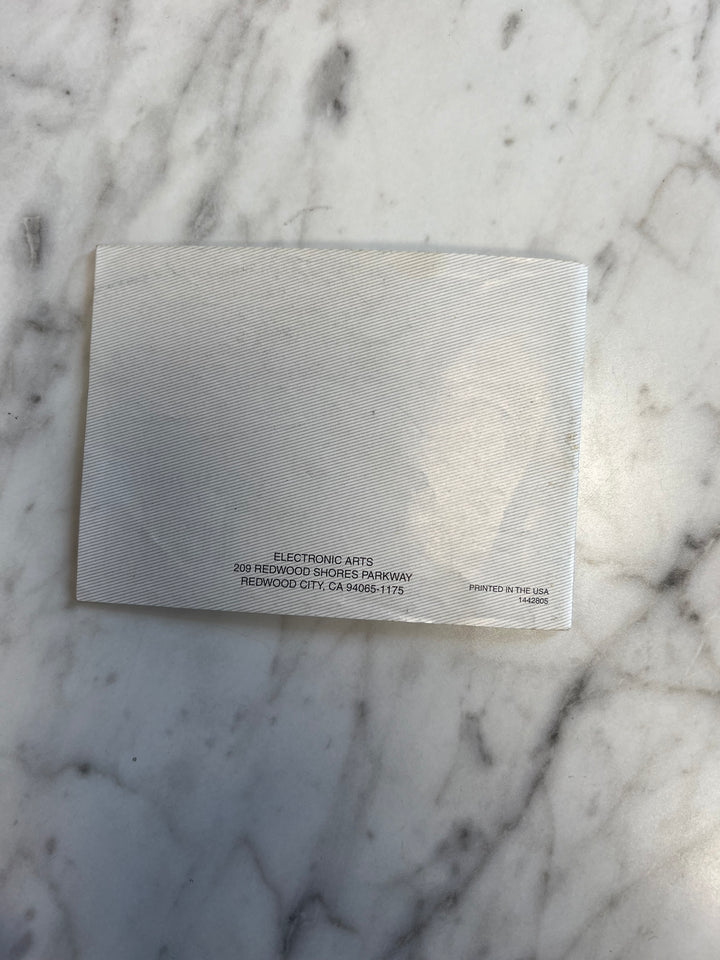 ELECTRONIC ARTS
209 REDWOOD SHORES PARKWAY
REDWOOD CITY, CA 94065-1175
PRINTED IN THE USA
1442805